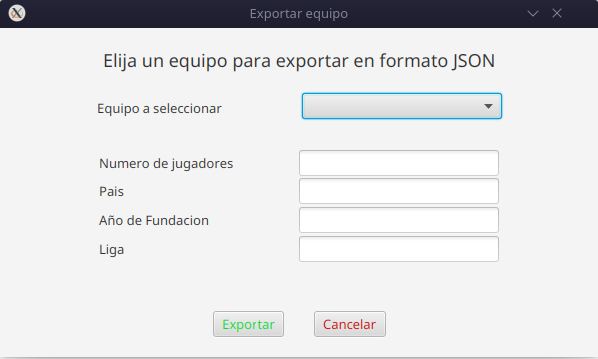 Exportar equipo
Elija un equipo para exportar en formato JSON
Equipo a seleccionar
Numero de jugadores
Pais
Año de Fundacion
Liga
Exportar Cancelar